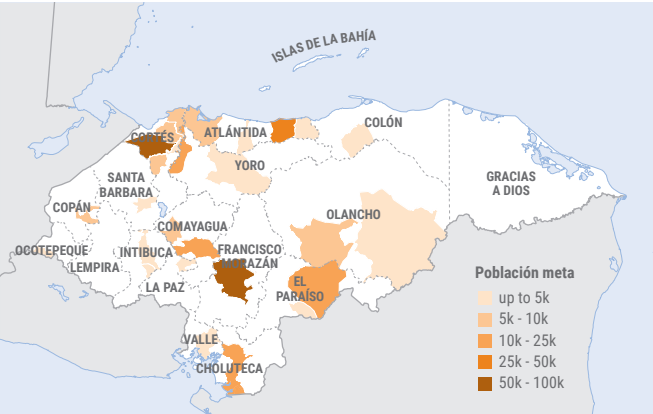 ISLAS DE LA BAHÍA
CORTÉS
ATLÁNTIDA
COLÓN
YORO
SANTA
BARBARA
GRACIAS
A DIOS
COPÁN
OLANCHO
COMAYAGUA
OCOTEPEQUE
INTIBUCA
FRANCISCO
MORAZÁN
LEMPIRA
LA PAZ
EL
PARAÍSO
VALLE
CHOLUTECA
Población meta
up to 5k
5k - 10k
10k - 25k
25k - 50k
50k - 100k